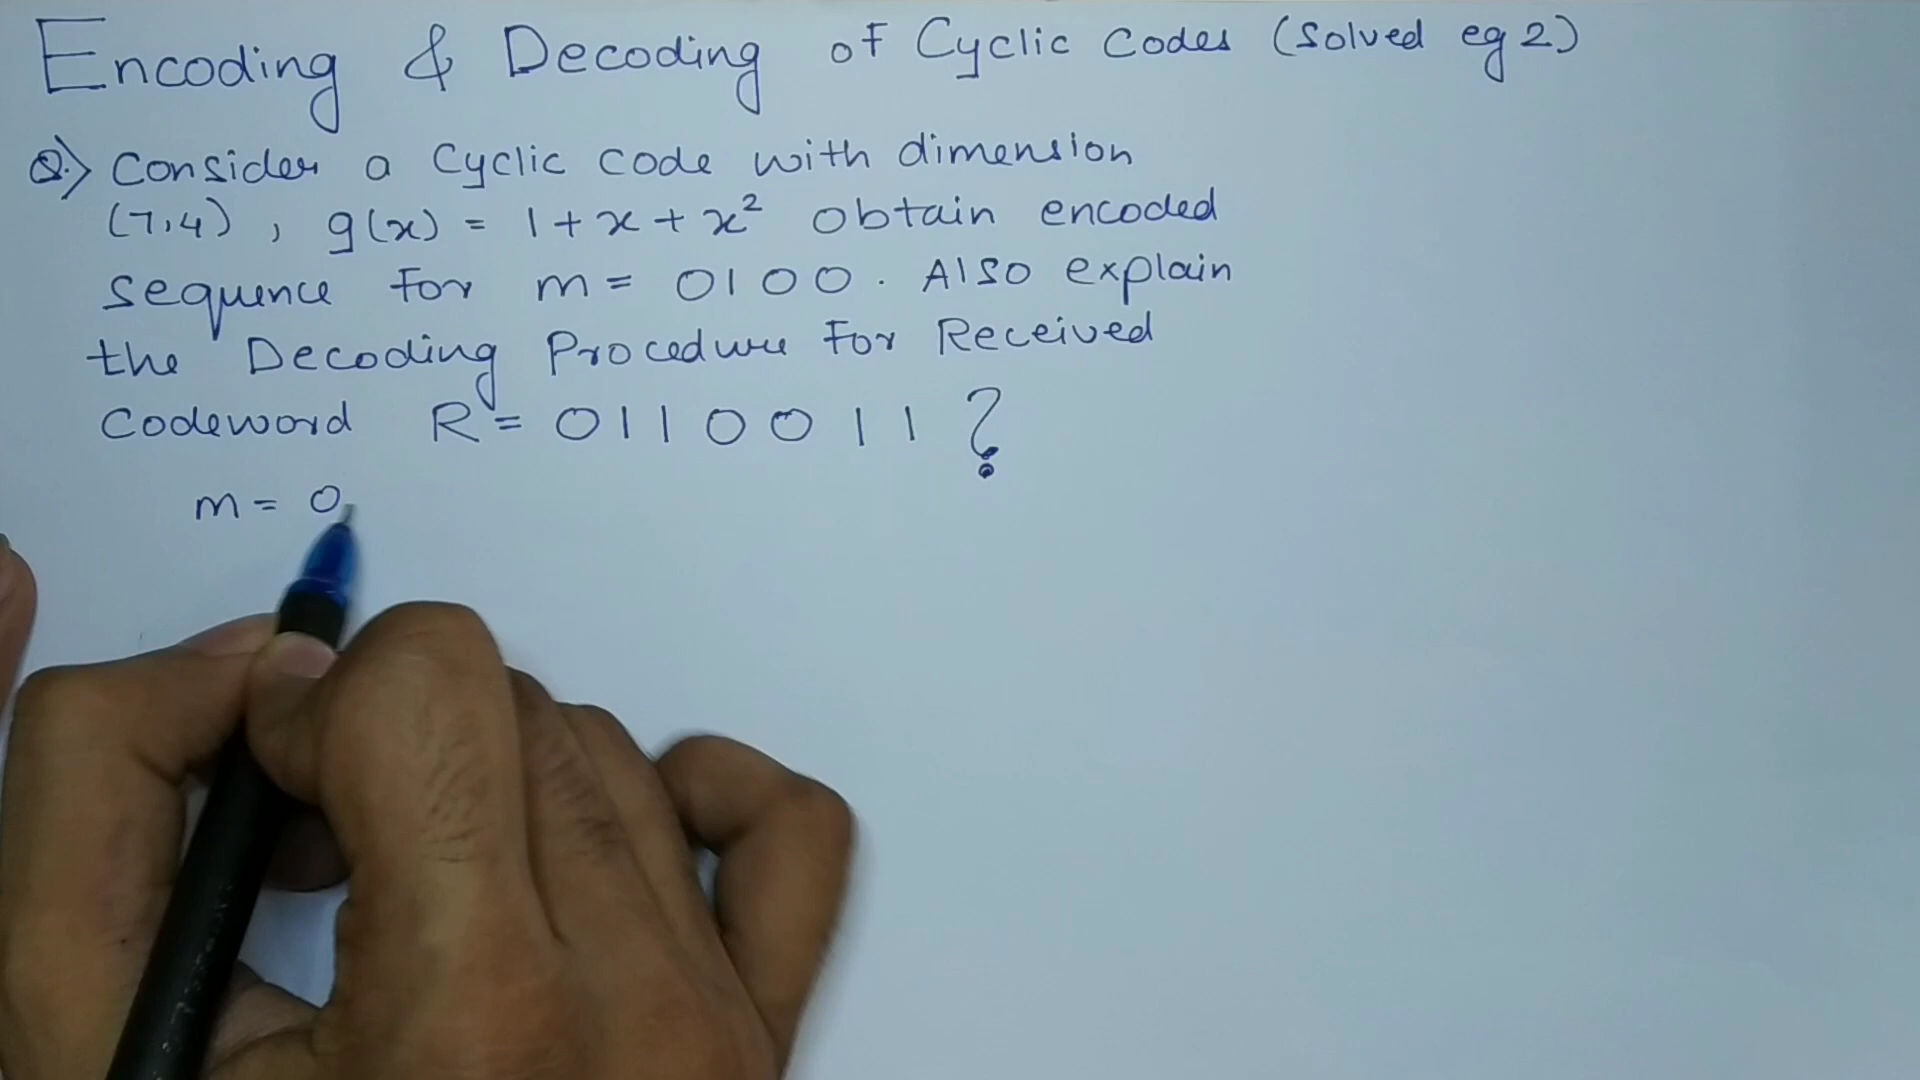 Encoding & Decoding of Cyclic Codes (Solved eg 2)
Q.) Consider a Cyclic code with dimension
(7,4), g(x) = 1 + x + x² obtain encoded
sequence for m = 0100. Also explain
the Decoding Procedure For Received
Codeword R = 0110011 ?
m = 0